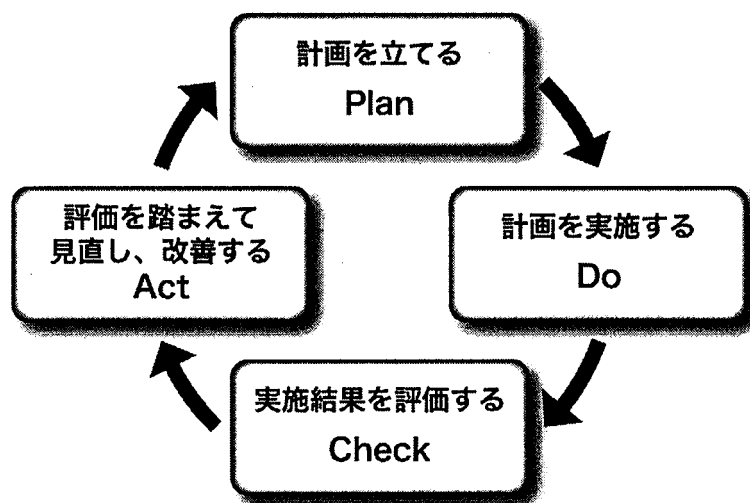 計画を立てる
Plan
計画を実施する
Do
実施結果を評価する
Check
評価を踏まえて
見直し、改善する
Act